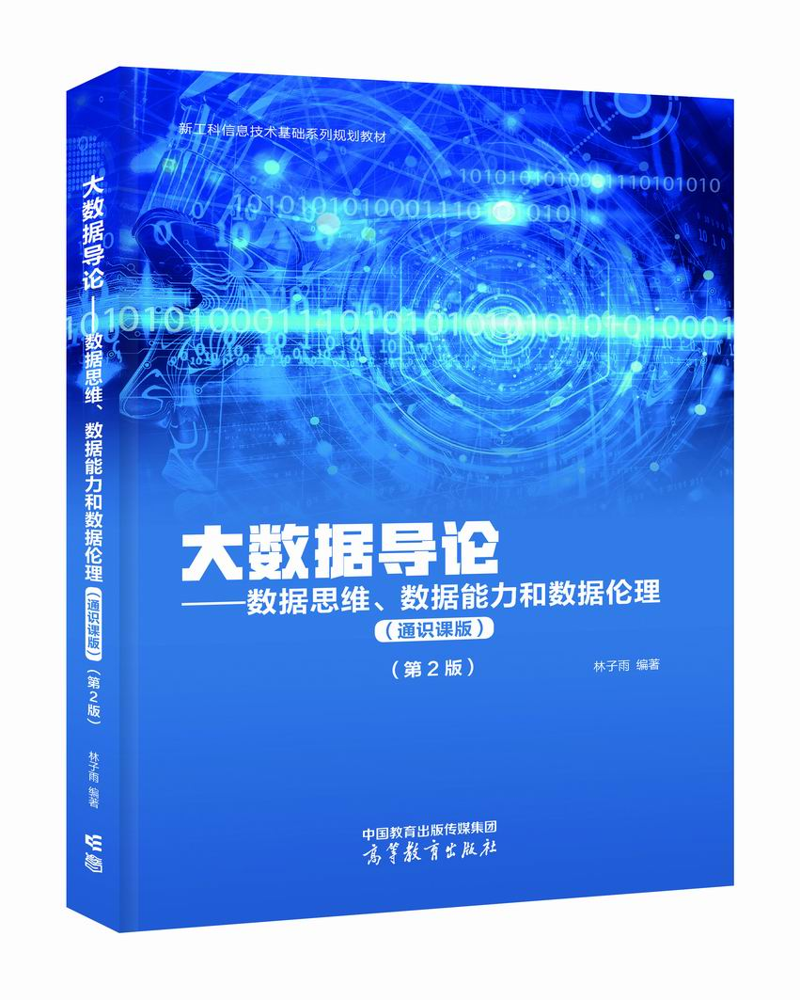 新工科信息技术基础系列规划教材
1010101010001110101010
10101010101000111010101010
10101010001110101010101010101010001
大数据导论
——数据思维、数据能力和数据伦理
（通识课版）
（第2版）
林子雨 编著
中国教育出版传媒集团
高等教育出版社
大数据导论——数据思维、数据能力和数据伦理（通识课版）（第2版）
林子雨 编著